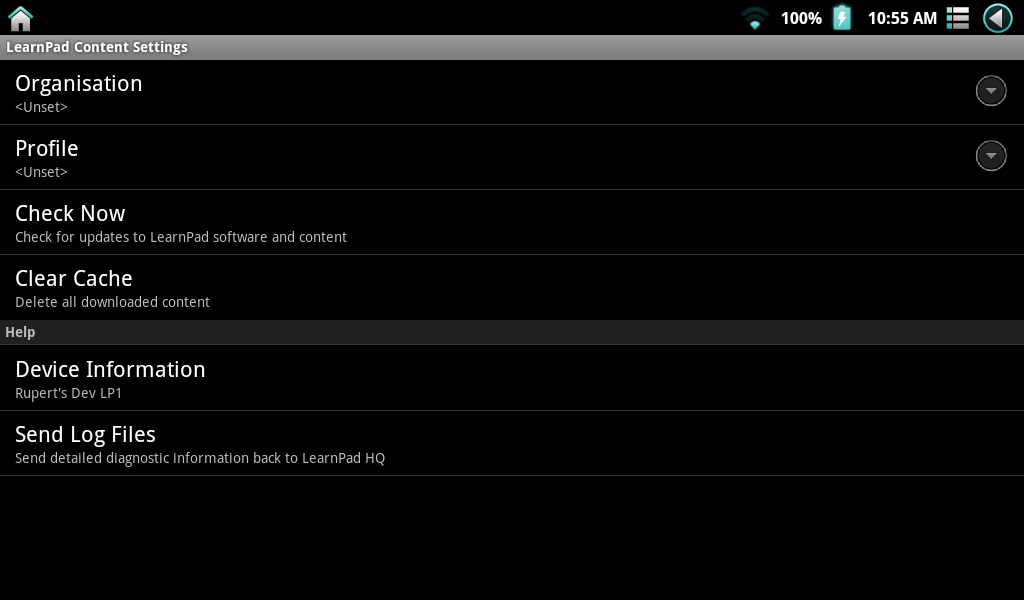 100% 10:55 AM
LearnPad Content Settings
Organisation
<Unset>
Profile
<Unset>
Check Now
Check for updates to LearnPad software and content
Clear Cache
Delete all downloaded content
Help
Device Information
Rupert's Dev LP1
Send Log Files
Send detailed diagnostic information back to LearnPad HQ